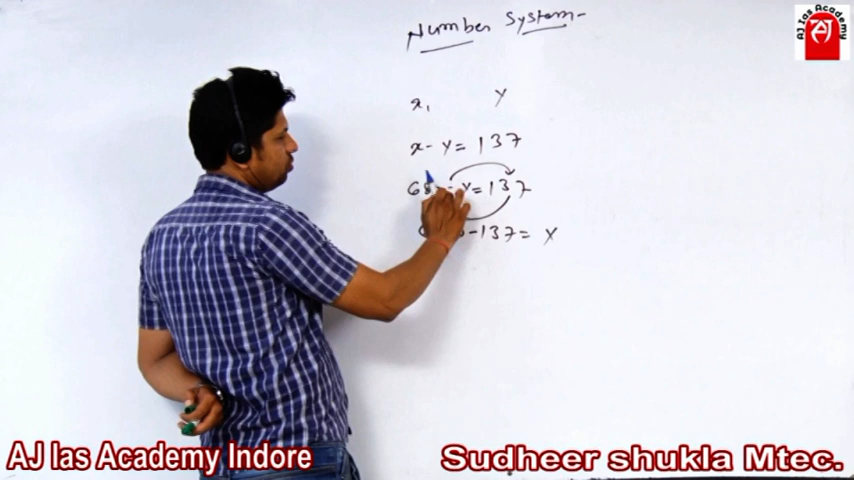 Number System-
AJ Ias Academy
x, y
x - y = 137
- y = 137
-137 = y
AJ Ias Academy Indore
Sudheer shukla Mtec.